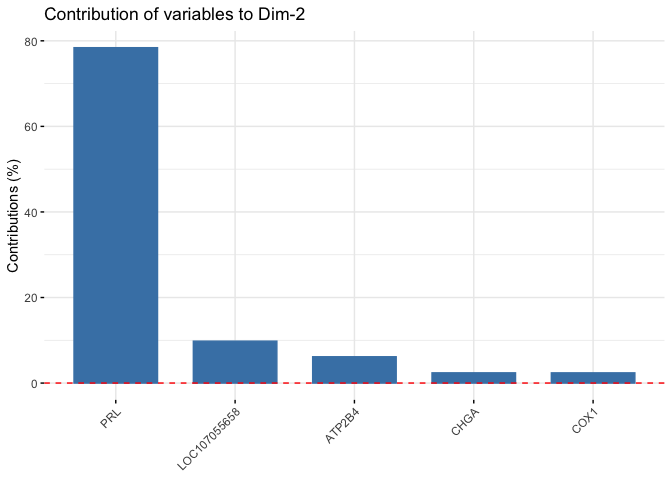 Contribution of variables to Dim-2
Contributions (%)
80
60
40
20
0
PRL
LOC107055658
ATP2B4
CHGA
COX1